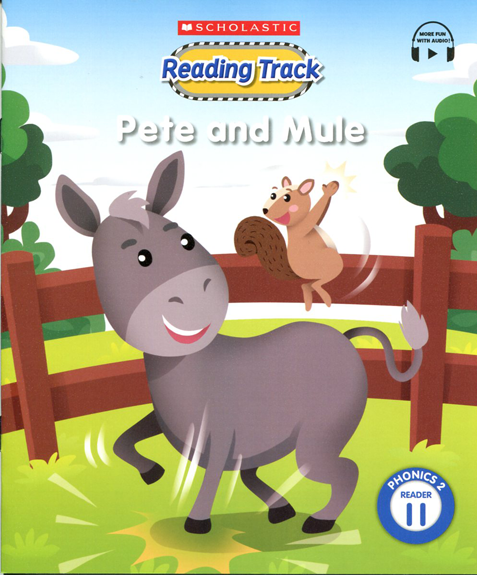 SCHOLASTIC
MORE FUN
WITH AUDIO!
Reading Track
Pete and Mule
PHONICS 2
READER
11